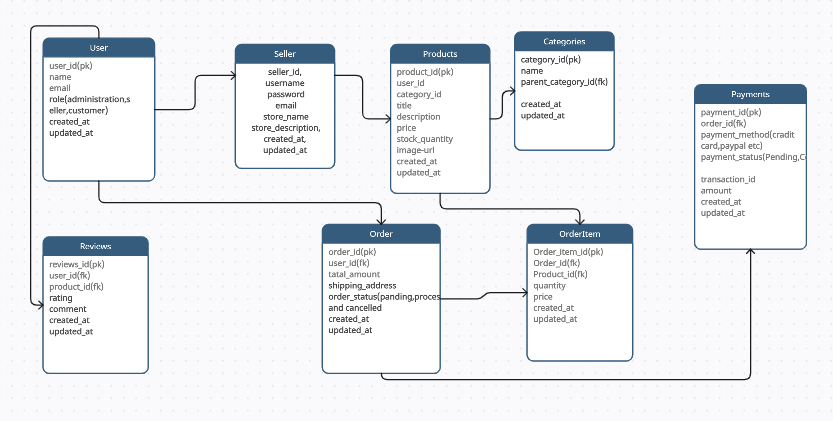 User
user_id(pk)
name
email
role(administration,s
eller,customer)
created_at
updated_at
Seller
seller_id,
username
password
email
store_name
store_description,
created_at,
updated_at
Products
product_id(pk)
user_id
category_id
title
description
price
stock_quantity
image-url
created_at
updated_at
Categories
category_id(pk)
name
parent_category_id(fk)
created_at
updated_at
Payments
payment_id(pk)
order_id(fk)
payment_method(cradit
card,paypal etc)
payment_status(Pending,C
transaction_id
amount
created_at
updated_at
Reviews
reviews_id(pk)
user_id(fk)
product_id(fk)
rating
comment
created_at
updated_at
Order
order_id(pk)
user_id(fk)
tatal_amount
shipping_address
order_status(panding,proces
and cancelled
created_at
updated_at
OrderItem
Order_item_id(pk)
Order_id(fk)
Product_id(fk)
quantity
price
created_at
updated_at